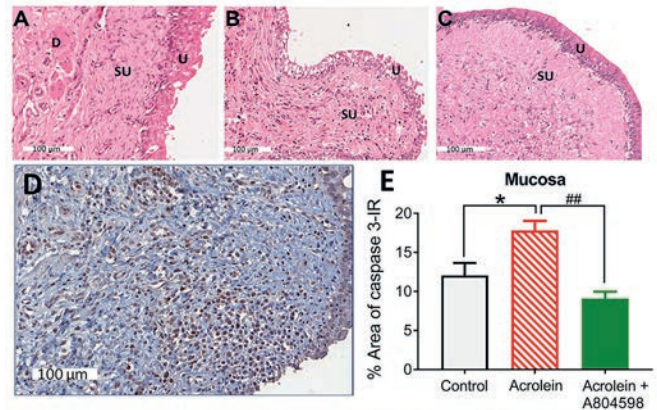 A
D
SU
U
100 μm
B
U
SU
100 μm
C
U
SU
100 μm
D
100 μm
E
Mucosa
% Area of caspase 3-IR
20
15
10
5
0
*
##
Control
Acrolein
Acrolein +
A804598